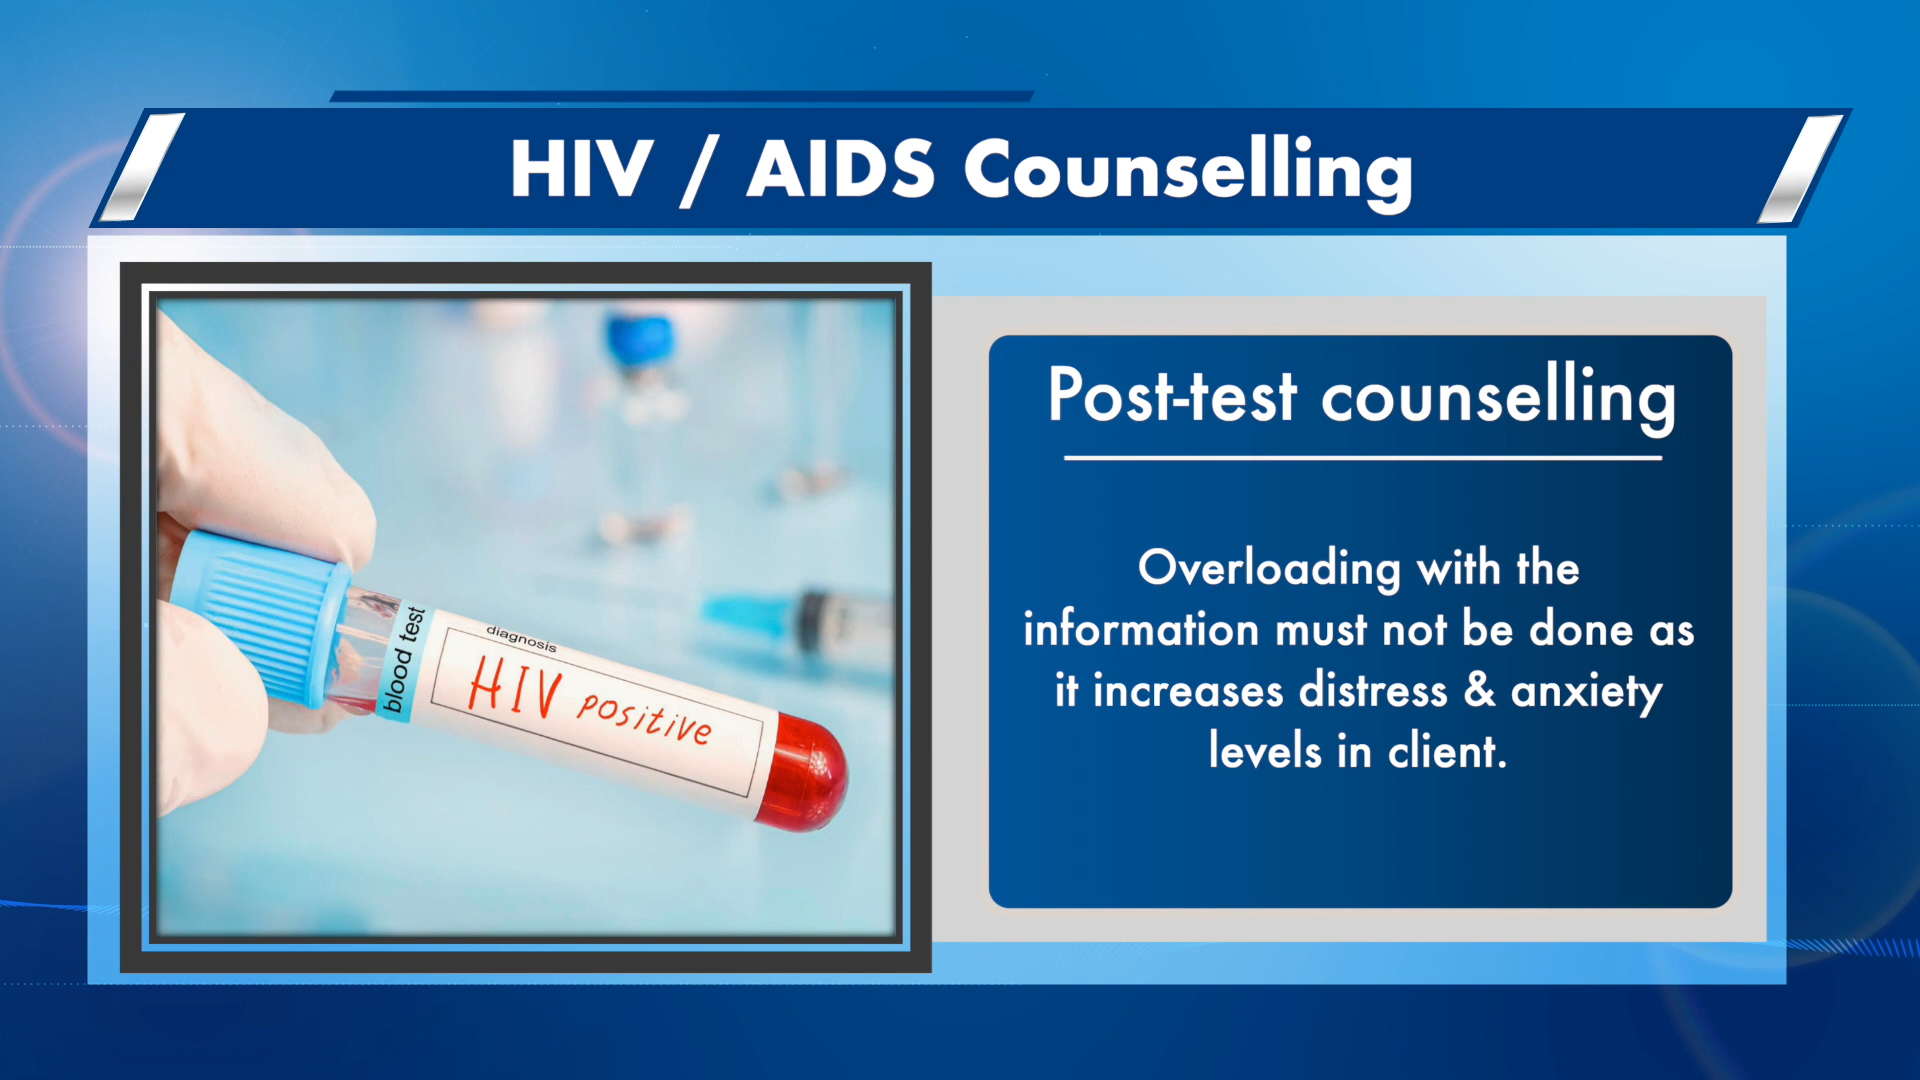 HIV / AIDS Counselling
blood test
diagnosis
HIV positive
Post-test counselling
Overloading with the
information must not be done as
it increases distress & anxiety
levels in client.